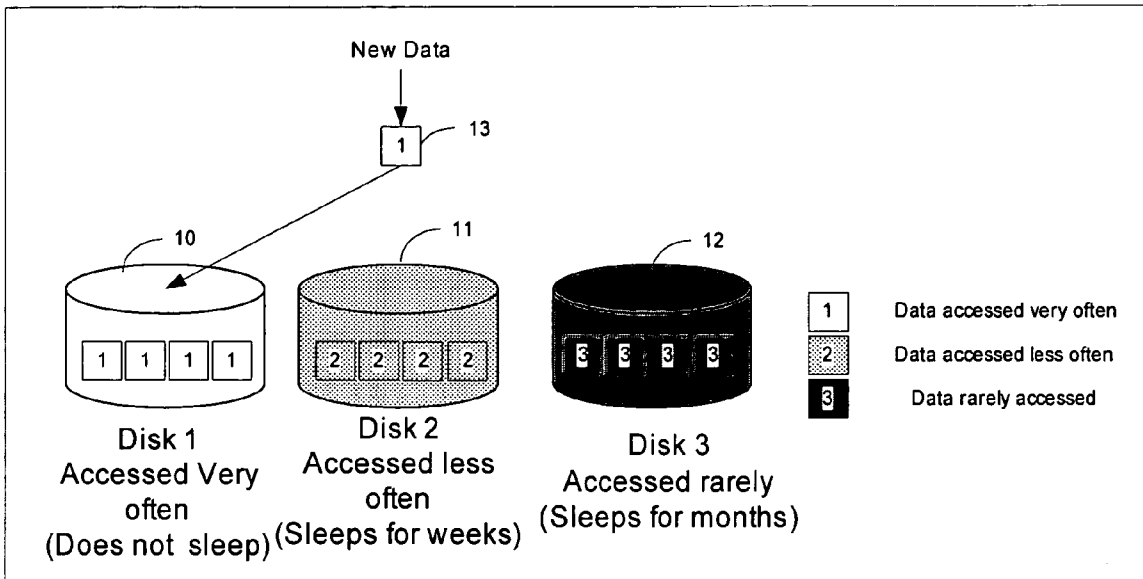 New Data
1
13
10
11
12
1 1 1 1
2 2 2 2
3 3 3 3
1 Data accessed very often
2 Data accessed less often
3 Data rarely accessed
Disk 1
Accessed Very
often
(Does not sleep)
Disk 2
Accessed less
often
(Sleeps for weeks)
Disk 3
Accessed rarely
(Sleeps for months)